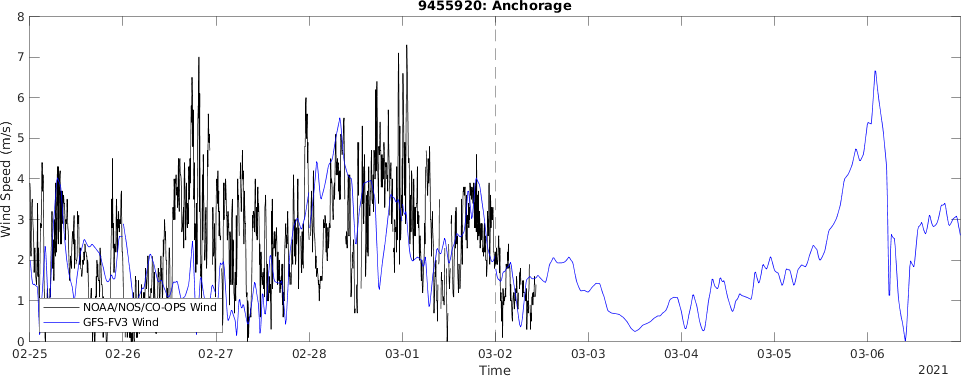 9455920: Anchorage
8
7
6
5
4
3
2
1
0
Wind Speed (m/s)
NOAA/NOS/CO-OPS Wind
GFS-FV3 Wind
02-25 02-26 02-27 02-28 03-01 03-02 03-03 03-04 03-05 03-06
Time
2021